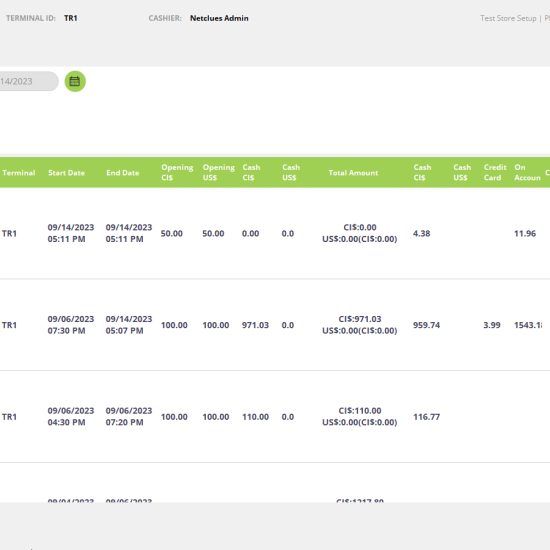 TERMINAL ID: TR1 CASHIER: Netclues Admin Test Store Setup |
14/2023
Terminal Start Date End Date Opening CI$ Opening US$ Cash CI$ Cash US$ Total Amount Cash CI$ Cash US$ Credit Card On Accoun
TR1 09/14/2023 05:11 PM 09/14/2023 05:11 PM 50.00 50.00 0.00 0.0 CI$:0.00 US$:0.00(CI$:0.00) 4.38 11.96
TR1 09/06/2023 07:30 PM 09/14/2023 05:07 PM 100.00 100.00 971.03 0.0 CI$:971.03 US$:0.00(CI$:0.00) 959.74 3.99 1543.1
TR1 09/06/2023 04:30 PM 09/06/2023 07:20 PM 100.00 100.00 110.00 0.0 CI$:110.00 US$:0.00(CI$:0.00) 116.77
09/04/2023 09/06/2023 CI$:1217.80